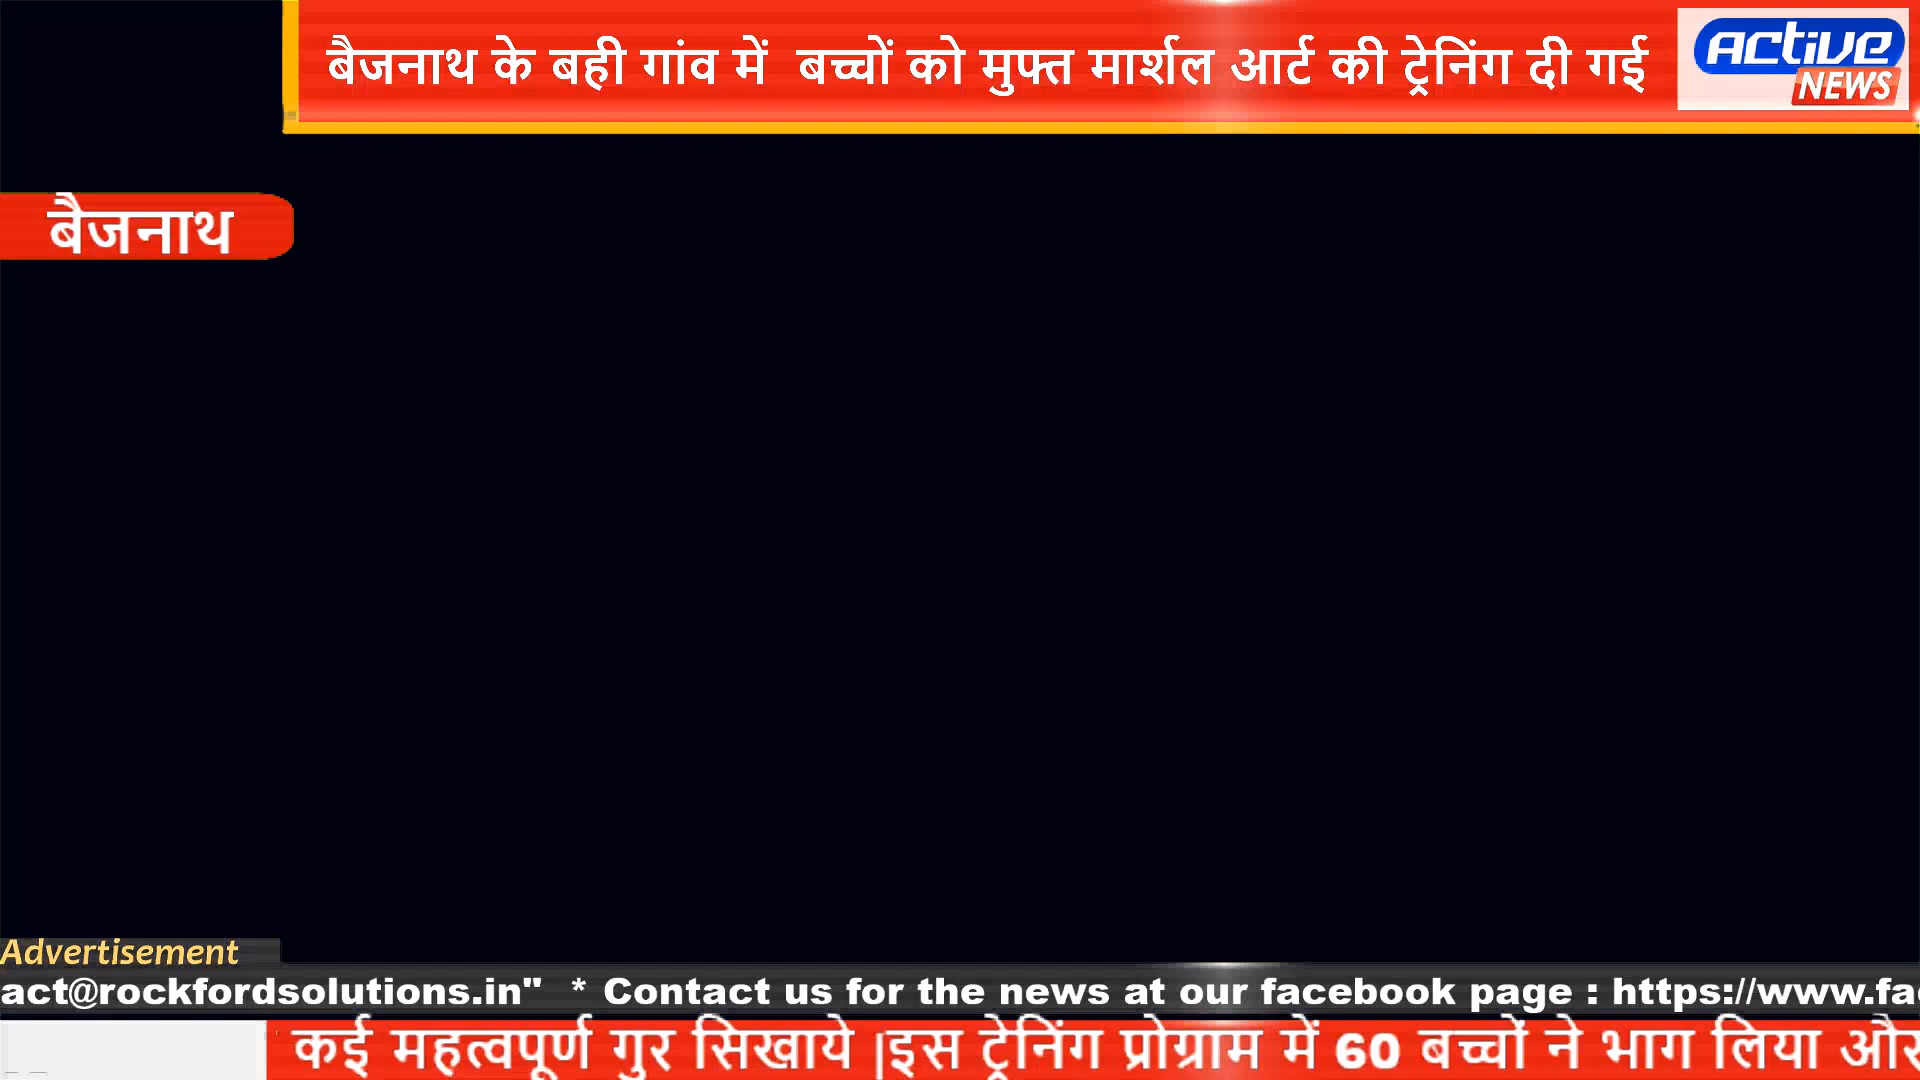 बैजनाथ के बही गांव में बच्चों को मुफ्त मार्शल आर्ट की ट्रेनिंग दी गई
ACTIVE
NEWS
बैजनाथ
Advertisement
act@rockfordsolutions.in" * Contact us for the news at our facebook page : https://www.fa
कई महत्वपूर्ण गुर सिखाये |इस ट्रेनिंग प्रोग्राम में 60 बच्चों ने भाग लिया और